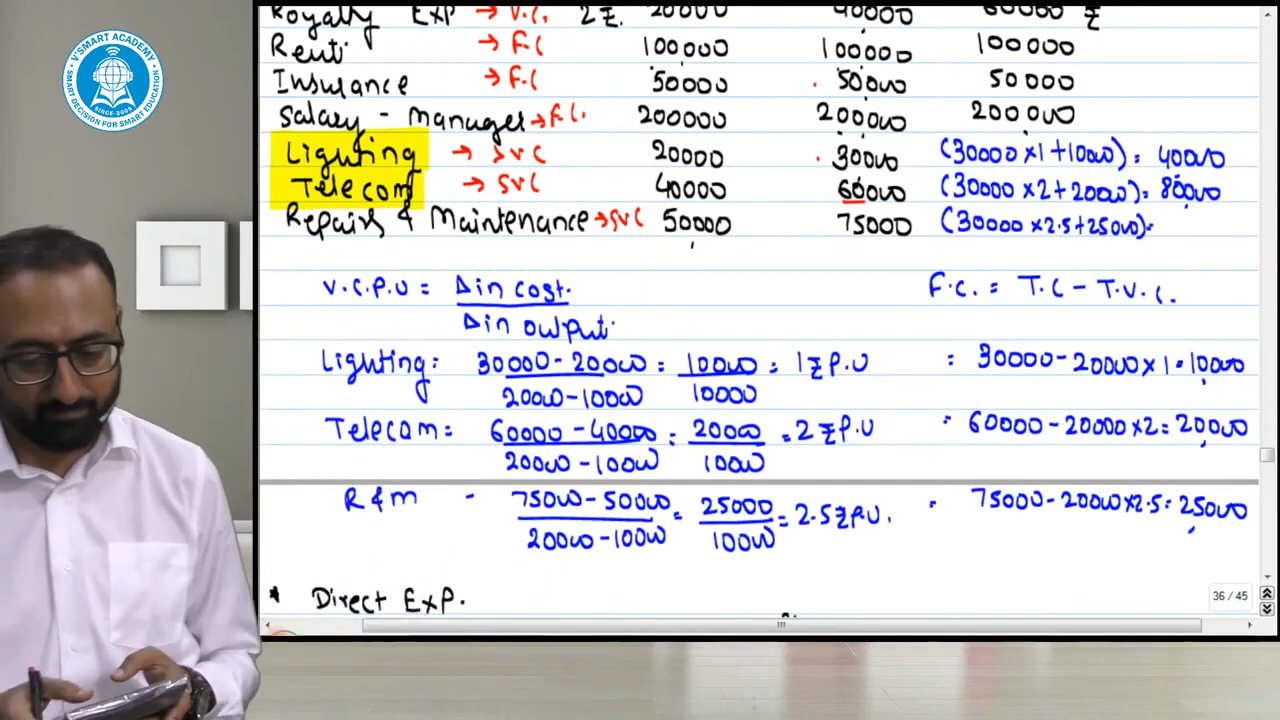 V'SMART ACADEMY
SINCE-2005
SMART DECISION FOR SMART EDUCATION
Royalty Exp → V.C. 2 ₹. 20000 40000 60000 ₹
Rent → F.C 100000 100000 100000
Insurance → F.C 50000 50000 50000
Salary - Manager → F.C. 200000 200000 200000
Lighting → SVC 20000 30000 (30000 x 1 + 10000) = 40000
Telecom → SVC 40000 60000 (30000 x 2 + 20000) = 80000
Repairs & Maintenance → SVC 50000 75000 (30000 x 2.5 + 25000) =
V.C.P.U = Δ in cost. F.C. = T.C - T.V.C.
Δ in output.
Lighting: 30000 - 20000 = 10000 = 1 ₹ P.U = 30000 - 20000 x 1 = 10000
20000 - 10000 10000
Telecom = 60000 - 40000 = 20000 = 2 ₹ P.U = 60000 - 20000 x 2 = 20000
20000 - 10000 10000
R & M - 75000 - 50000 = 25000 = 2.5 ₹ P.U. = 75000 - 20000 x 2.5 = 25000
20000 - 10000 10000
* Direct Exp.
36 / 45